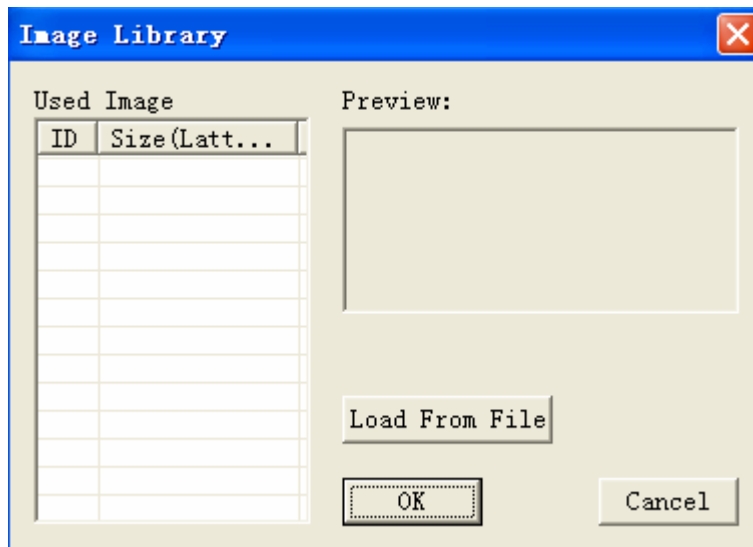 Image Library
Used Image
Preview:
ID Size(Latt...
Load From File
OK
Cancel